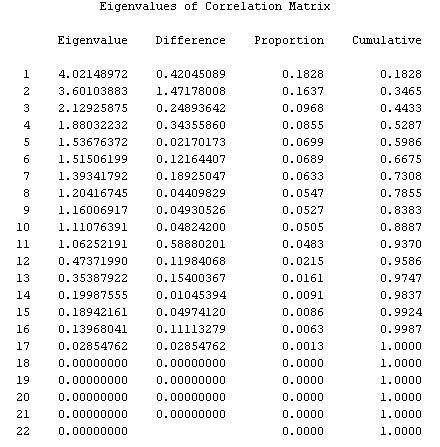 Eigenvalues of Correlation Matrix
Eigenvalue Difference Proportion Cumulative
1 4.02148972 0.42045089 0.1828 0.1828
2 3.60103883 1.47178008 0.1637 0.3465
3 2.12925875 0.24893642 0.0968 0.4433
4 1.88032232 0.34355860 0.0855 0.5287
5 1.53676372 0.02170173 0.0699 0.5986
6 1.51506199 0.12164407 0.0689 0.6675
7 1.39341792 0.18925047 0.0633 0.7308
8 1.20416745 0.04409829 0.0547 0.7855
9 1.16006917 0.04930526 0.0527 0.8383
10 1.11076391 0.04824200 0.0505 0.8887
11 1.06252191 0.58880201 0.0483 0.9370
12 0.47371990 0.11984068 0.0215 0.9586
13 0.35387922 0.15400367 0.0161 0.9747
14 0.19987555 0.01045394 0.0091 0.9837
15 0.18942161 0.04974120 0.0086 0.9924
16 0.13968041 0.11113279 0.0063 0.9987
17 0.02854762 0.02854762 0.0013 1.0000
18 0.00000000 0.00000000 0.0000 1.0000
19 0.00000000 0.00000000 0.0000 1.0000
20 0.00000000 0.00000000 0.0000 1.0000
21 0.00000000 0.00000000 0.0000 1.0000
22 0.00000000 0.0000 1.0000